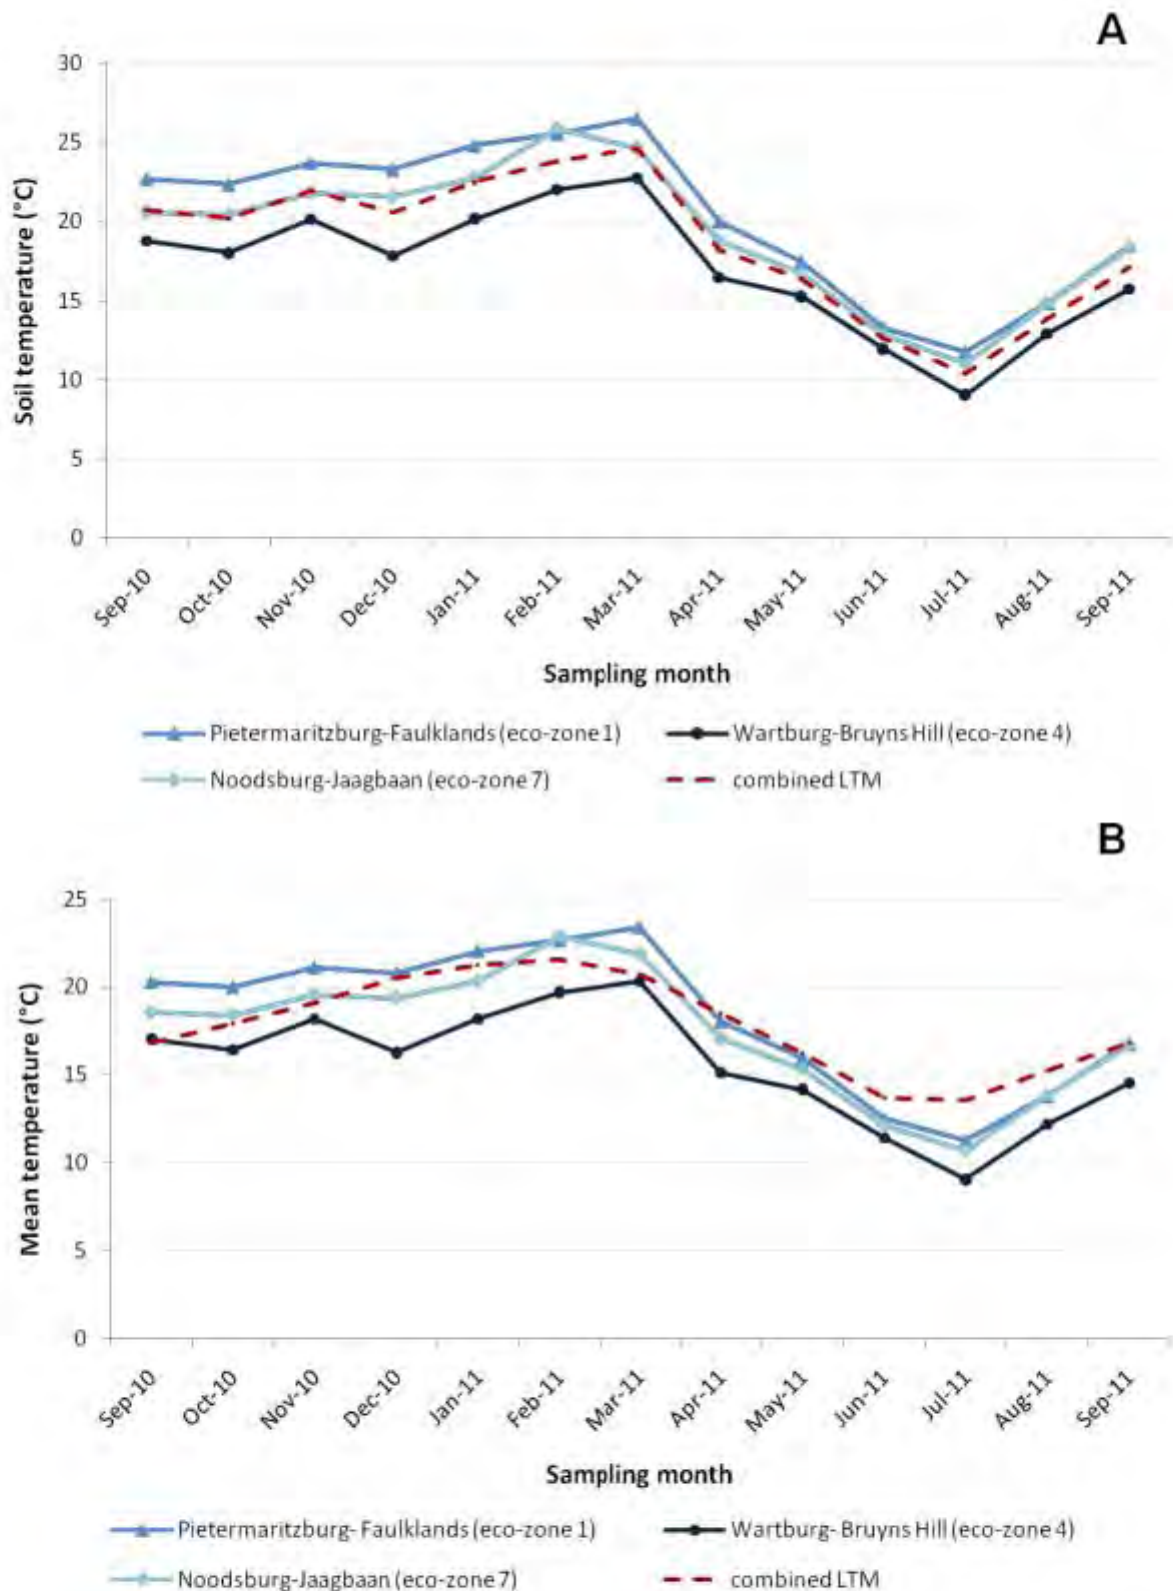 A
30
25
20
15
10
5
0
Soil temperature (°C)
Sep-10 Oct-10 Nov-10 Dec-10 Jan-11 Feb-11 Mar-11 Apr-11 May-11 Jun-11 Jul-11 Aug-11 Sep-11
Sampling month
Pietermaritzburg-Faulklands (eco-zone 1) Wartburg-Bruyns Hill (eco-zone 4)
Noodsburg-Jaagbaan (eco-zone 7) combined LTM
B
25
20
15
10
5
0
Mean temperature (°C)
Sep-10 Oct-10 Nov-10 Dec-10 Jan-11 Feb-11 Mar-11 Apr-11 May-11 Jun-11 Jul-11 Aug-11 Sep-11
Sampling month
Pietermaritzburg- Faulklands (eco-zone 1) Wartburg- Bruyns Hill (eco-zone 4)
Noodsburg-Jaagbaan (eco-zone 7) combined LTM